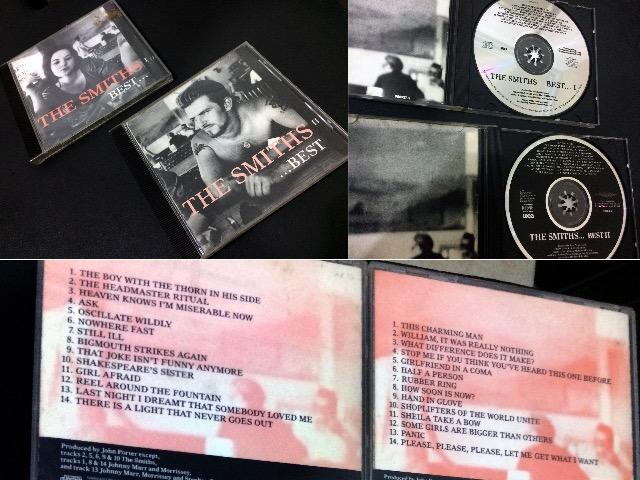 THE SMITHS
BEST... I
THE SMITHS II
...BEST
THE SMITHS BEST... I
THE SMITHS... BEST II
1. THE BOY WITH THE THORN IN HIS SIDE
2. THE HEADMASTER RITUAL
3. HEAVEN KNOWS I'M MISERABLE NOW
4. ASK
5. OSCILLATE WILDLY
6. NOWHERE FAST
7. STILL ILL
8. BIGMOUTH STRIKES AGAIN
9. THAT JOKE ISN'T FUNNY ANYMORE
10. SHAKESPEARE'S SISTER
11. GIRL AFRAID
12. REEL AROUND THE FOUNTAIN
13. LAST NIGHT I DREAMT THAT SOMEBODY LOVED ME
14. THERE IS A LIGHT THAT NEVER GOES OUT
Produced by John Porter except,
tracks 2, 5, 6, 9 & 10 The Smiths,
tracks 1, 8 & 14 Johnny Marr and Morrissey,
and track 13 Johnny Marr, Morrissey and
1. THIS CHARMING MAN
2. WILLIAM, IT WAS REALLY NOTHING
3. WHAT DIFFERENCE DOES IT MAKE?
4. STOP ME IF YOU THINK YOU'VE HEARD THIS ONE BEFORE
5. GIRLFRIEND IN A COMA
6. HALF A PERSON
7. RUBBER RING
8. HOW SOON IS NOW?
9. HAND IN GLOVE
10. SHOPLIFTERS OF THE WORLD UNITE
11. SHEILA TAKE A BOW
12. SOME GIRLS ARE BIGGER THAN OTHERS
13. PANIC
14. PLEASE, PLEASE, PLEASE, LET ME GET WHAT I WANT